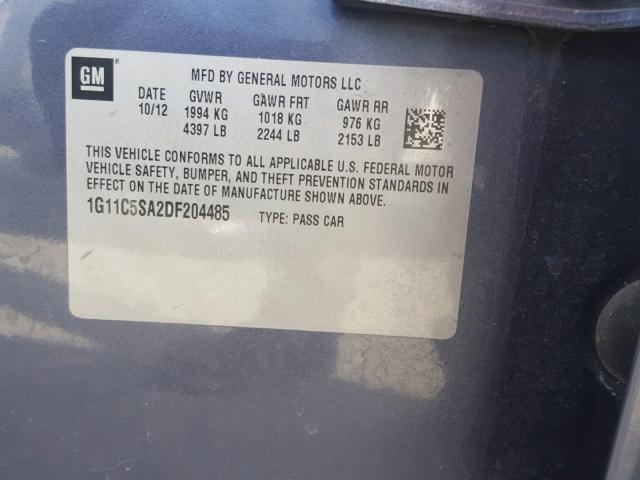 GM
MFD BY GENERAL MOTORS LLC
DATE GVWR GAWR FRT GAWR RR
10/12 1994 KG 1018 KG 976 KG
4397 LB 2244 LB 2153 LB
THIS VEHICLE CONFORMS TO ALL APPLICABLE U.S. FEDERAL MOTOR
VEHICLE SAFETY, BUMPER, AND THEFT PREVENTION STANDARDS IN
EFFECT ON THE DATE OF MANUFACTURE SHOWN ABOVE.
1G11C5SA2DF204485 TYPE: PASS CAR